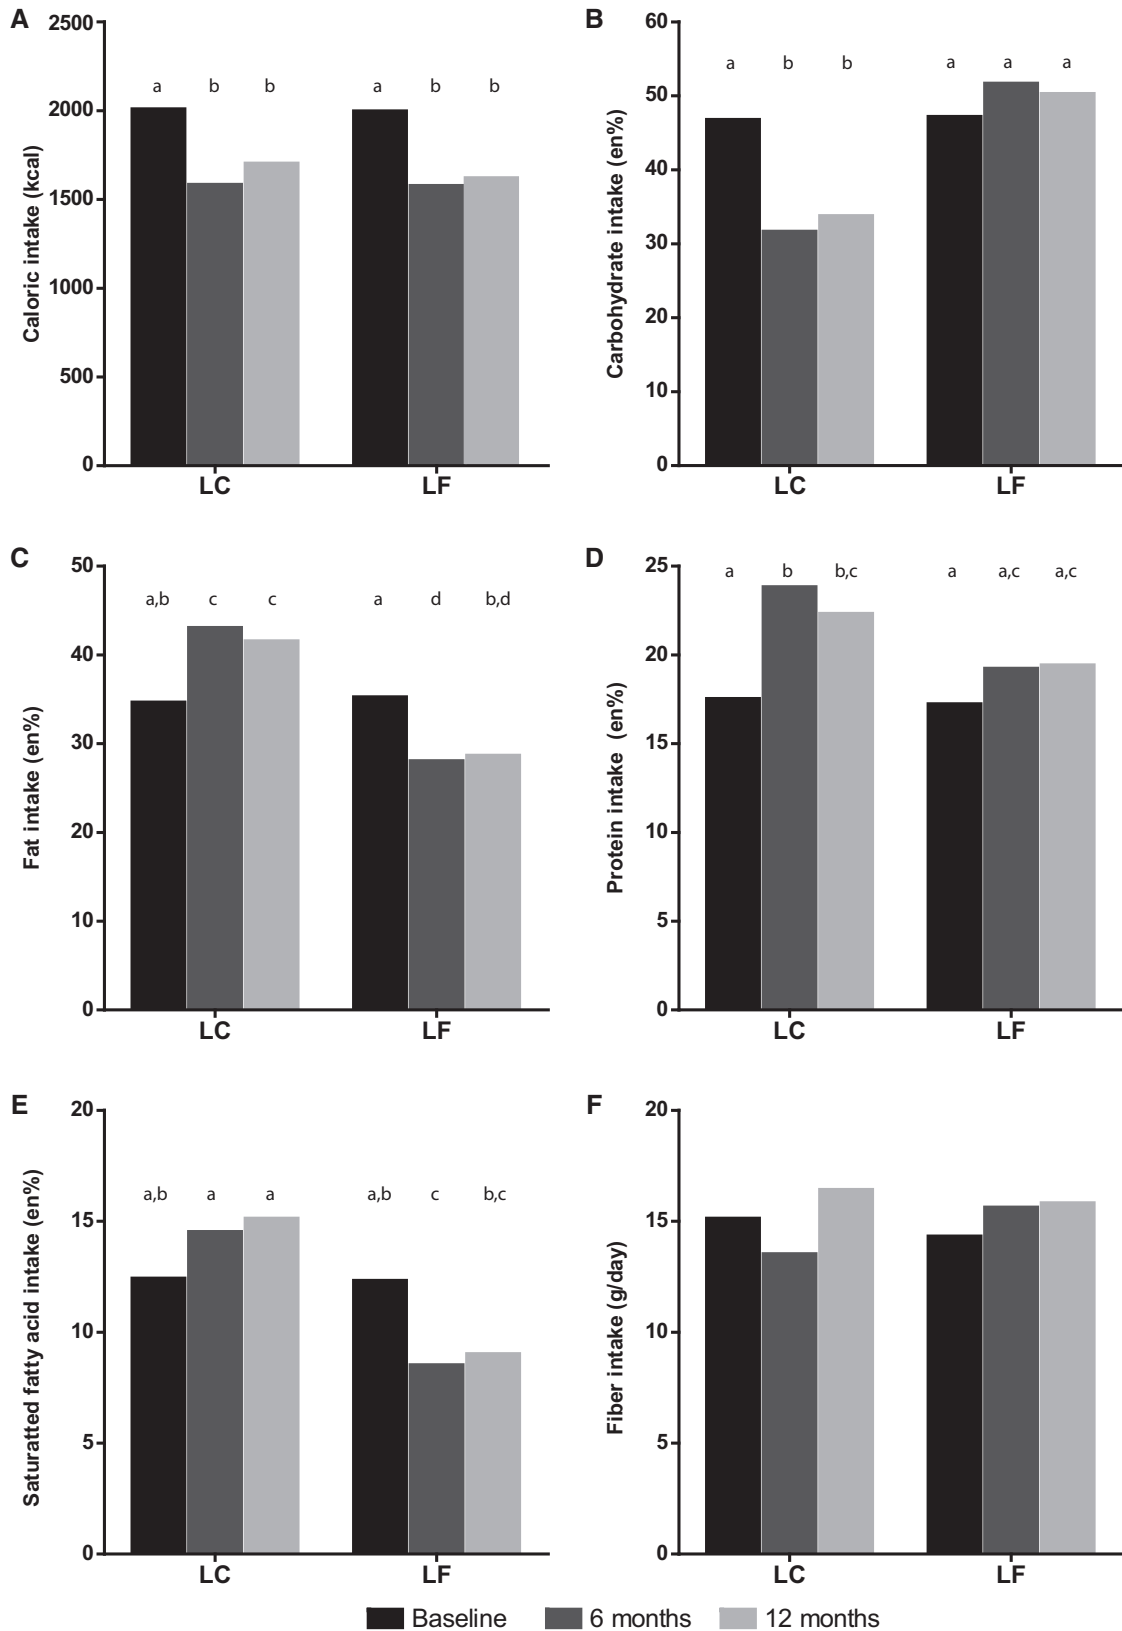 A
Caloric intake (kcal)
2500
2000
1500
1000
500
0
a b b a b b
LC LF
B
Carbohydrate intake (en%)
60
50
40
30
20
10
0
a b b a a a
LC LF
C
Fat intake (en%)
50
40
30
20
10
0
a,b c c a d b,d
LC LF
D
Protein intake (en%)
25
20
15
10
5
0
a b b,c a a,c a,c
LC LF
E
Saturatted fatty acid intake (en%)
20
15
10
5
0
a,b a a a,b c b,c
LC LF
F
Fiber intake (g/day)
20
15
10
5
0
LC LF
Baseline 6 months 12 months